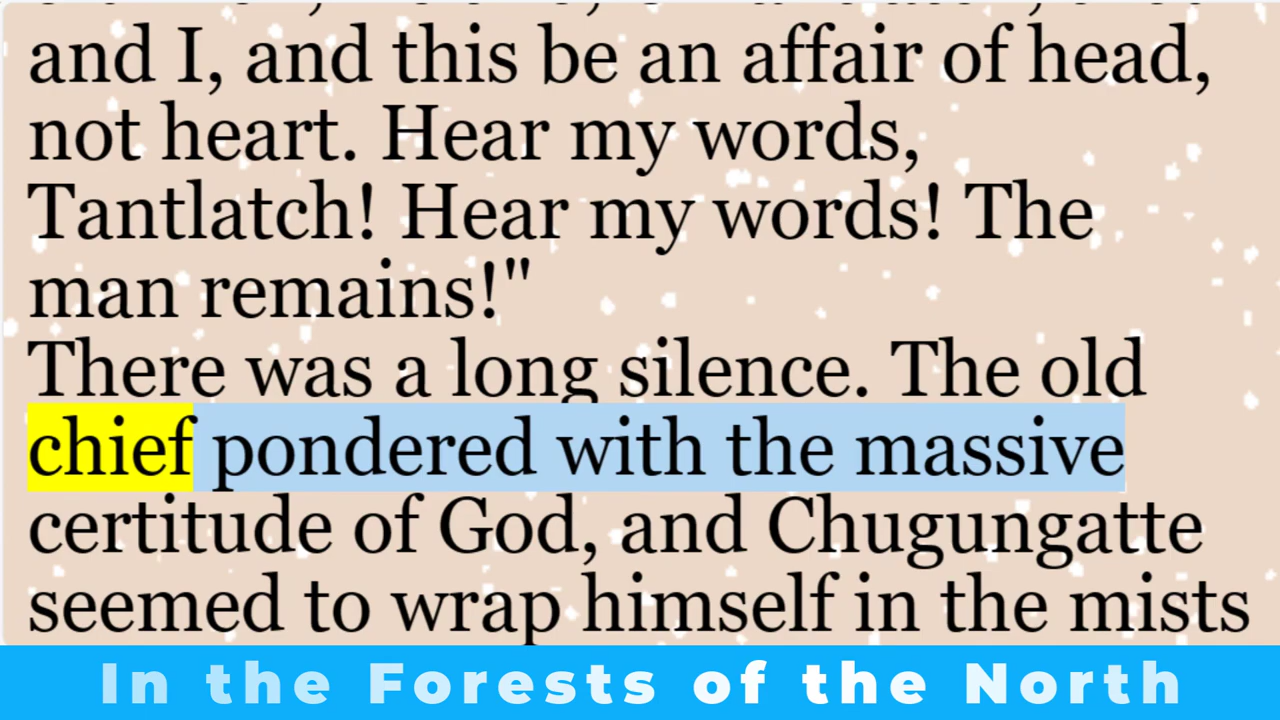 and I, and this be an affair of head,
not heart. Hear my words,
Tantlatch! Hear my words! The
man remains!"
There was a long silence. The old
chief pondered with the massive
certitude of God, and Chugungatte
seemed to wrap himself in the mists
In the Forests of the North